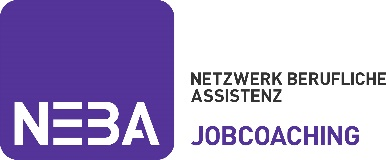 NEBA
NETZWERK BERUFLICHE
ASSISTENZ
JOBCOACHING